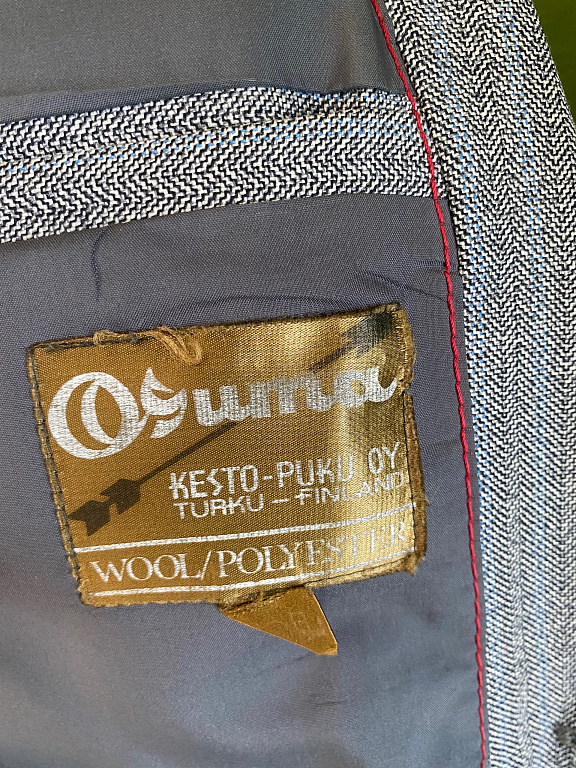 Osuma
KESTO-PUKU OY
TURKU – FINLAND
WOOL/POLYESTER